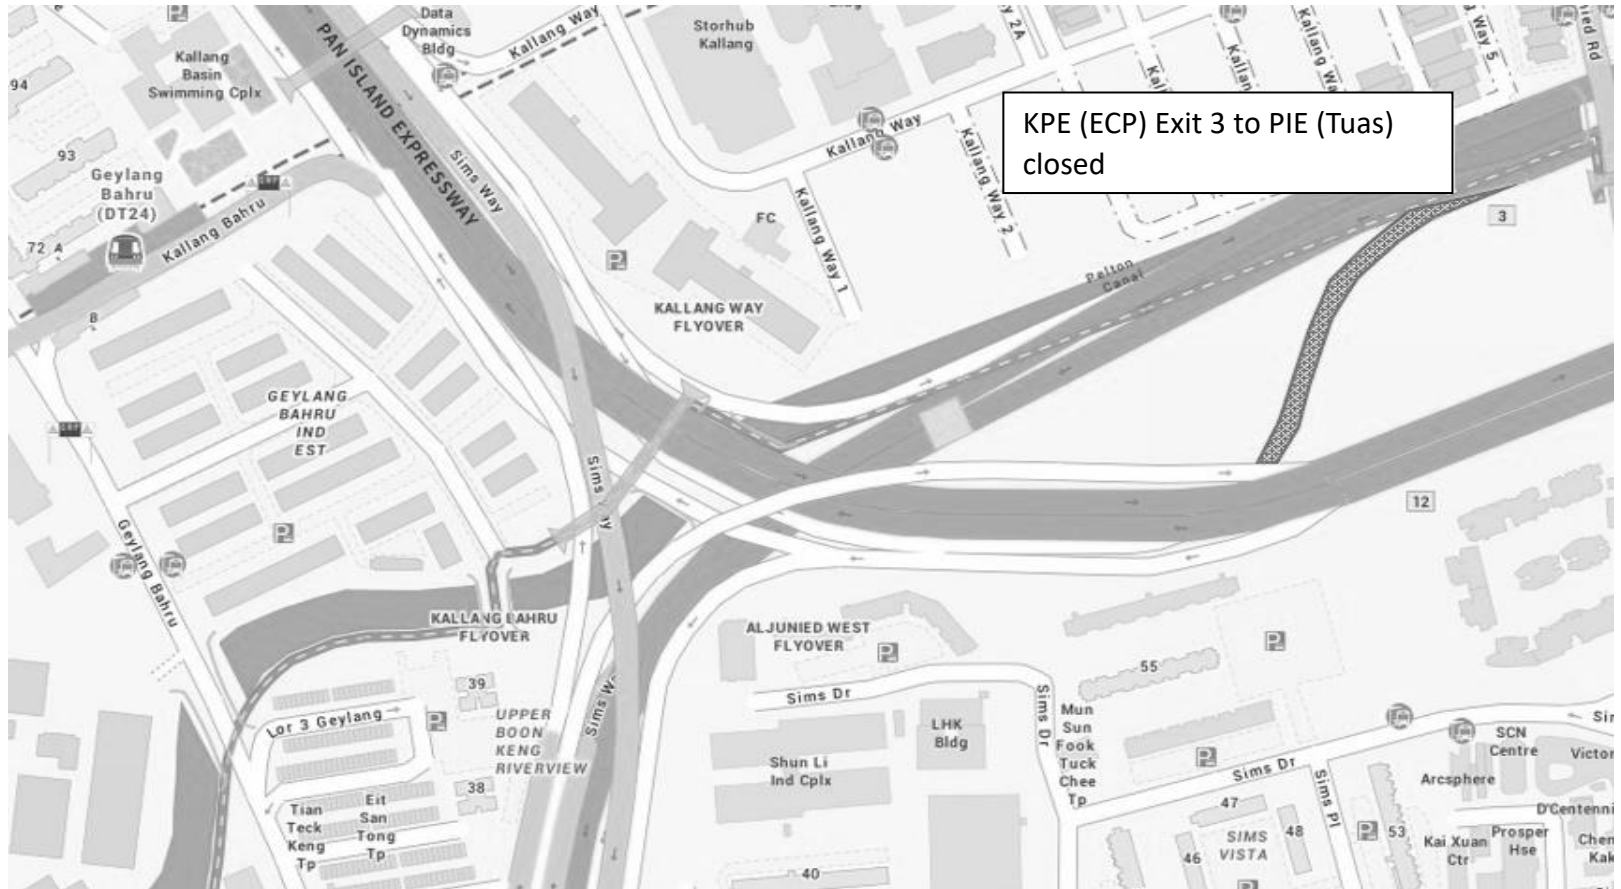 Data
Dynamics
Bldg
Kallang Way
Storhub
Kallang
Kallang
Basin
Swimming Cplx
PAN ISLAND EXPRESSWAY
Sims Way
94
93
Geylang
Bahru
(DT24)
72 A
Kallang Bahru
B
KPE (ECP) Exit 3 to PIE (Tuas)
closed
Kallang Way
Kallang Way 2
Kallang Way 1
FC
3
Pelton
Canal
KALLANG WAY
FLYOVER
GEYLANG
BAHRU
IND
EST
12
Geylang Bahru
KALLANG BAHRU
FLYOVER
ALJUNIED WEST
FLYOVER
55
Sims Dr
Sims Dr
39
Lor 3 Geylang
UPPER
BOON
KENG
RIVERVIEW
LHK
Bldg
Mun
Sun
Fook
Tuck
Chee
Tp
Shun Li
Ind Cplx
Sims Dr
SCN
Centre
Arcsphere
38
Tian
Teck
Keng
Tp
Eit
San
Tong
Tp
40
47
48
46
SIMS
VISTA
Sims Pl
53
Kai Xuan
Ctr
Prosper
Hse